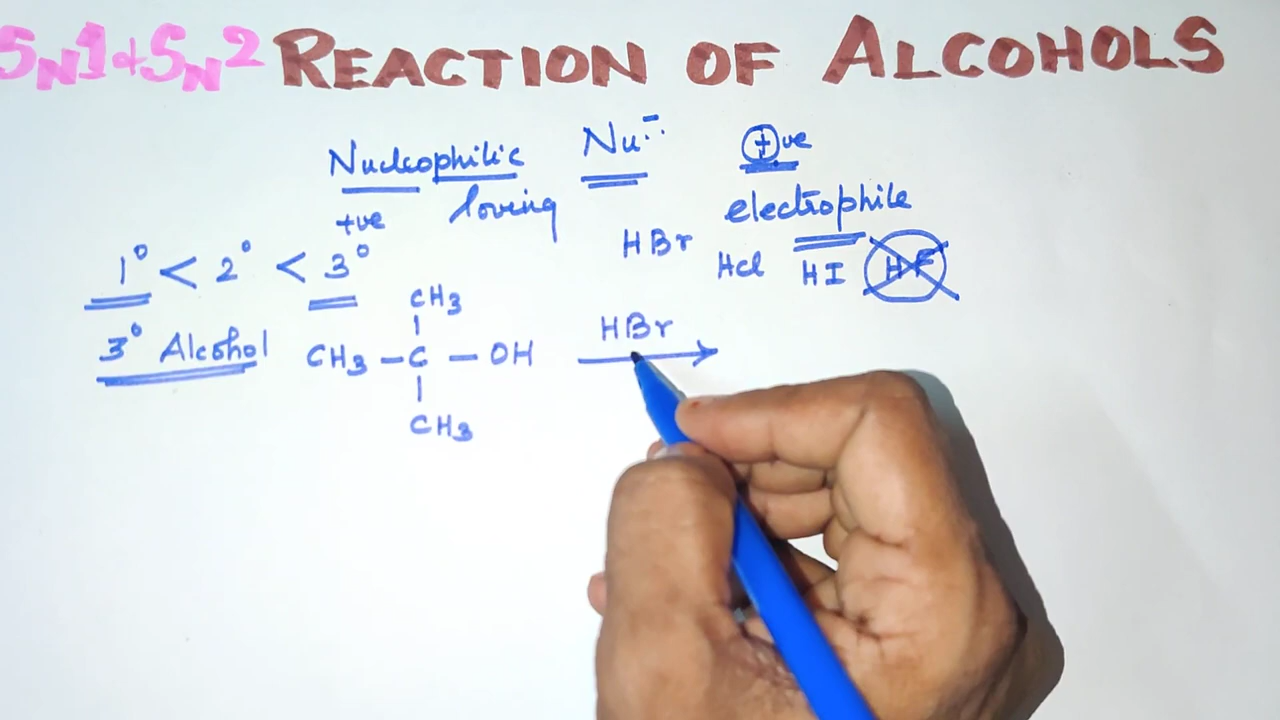 SN1+SN2 REACTION OF ALCOHOLS
Nucleophilic Nu:⁻ ⊕ve
+ve loving electrophile
HBr HCl HI HF
1° < 2° < 3°
CH3
3° Alcohol CH3 – C – OH HBr →
CH3